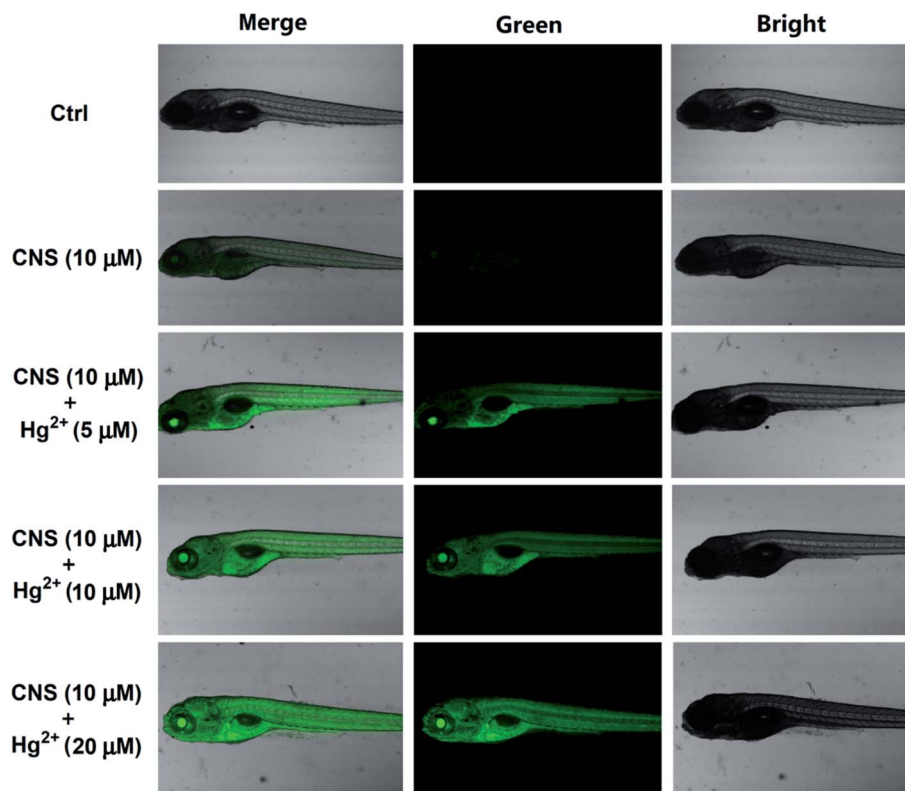 Merge Green Bright
Ctrl
CNS (10 μM)
CNS (10 μM)
+
Hg²⁺ (5 μM)
CNS (10 μM)
+
Hg²⁺ (10 μM)
CNS (10 μM)
+
Hg²⁺ (20 μM)